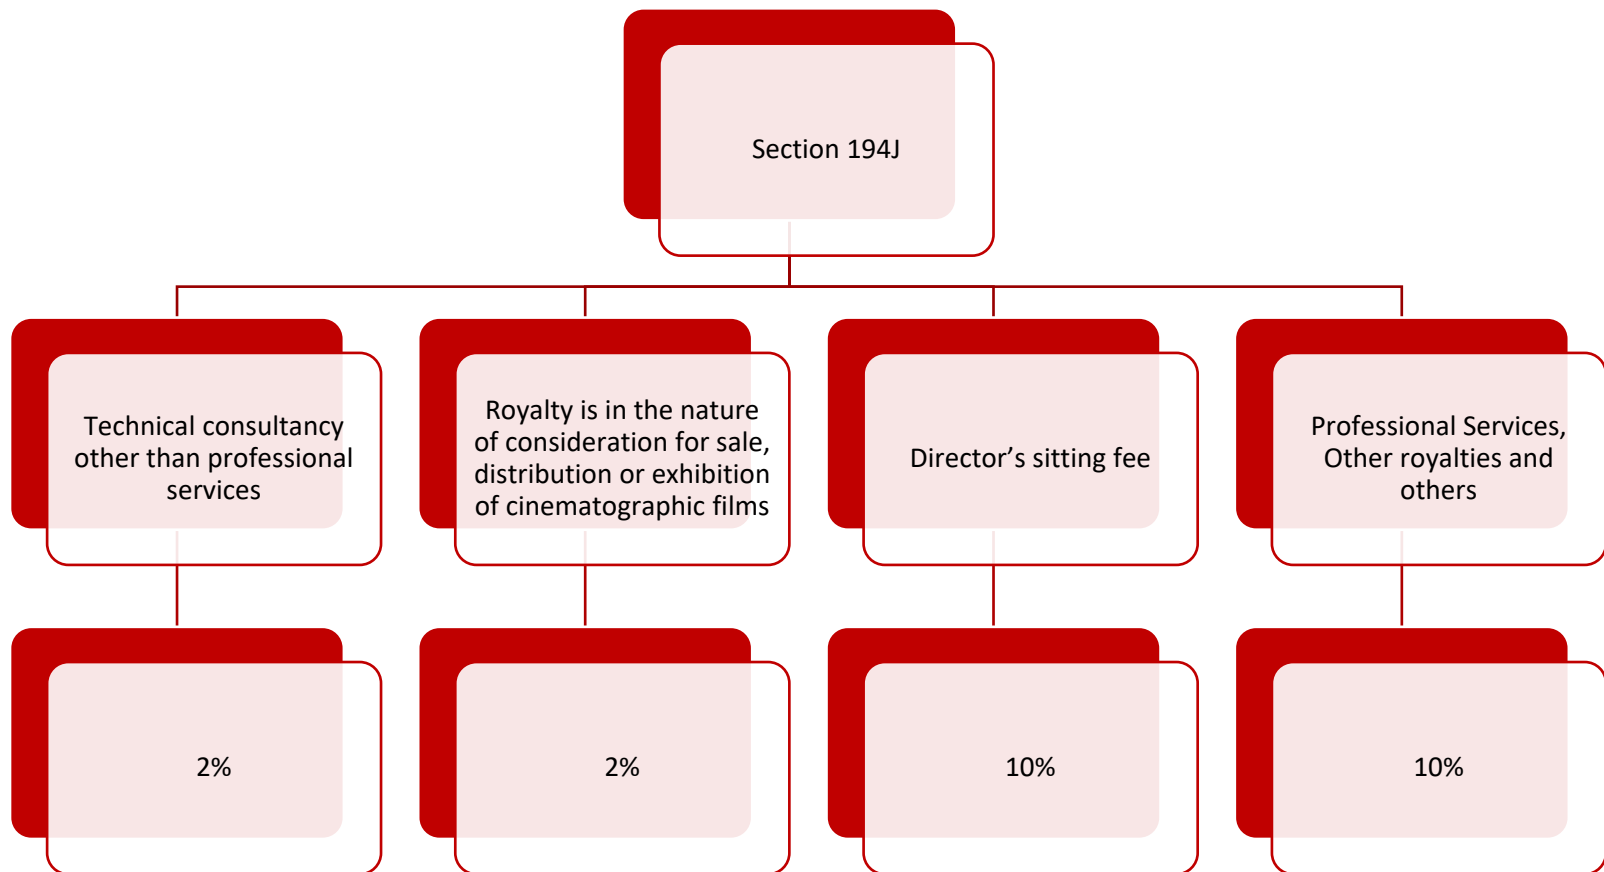 Section 194J
Technical consultancy
other than professional
services
Royalty is in the nature
of consideration for sale,
distribution or exhibition
of cinematographic films
Director’s sitting fee
Professional Services,
Other royalties and
others
2%
2%
10%
10%